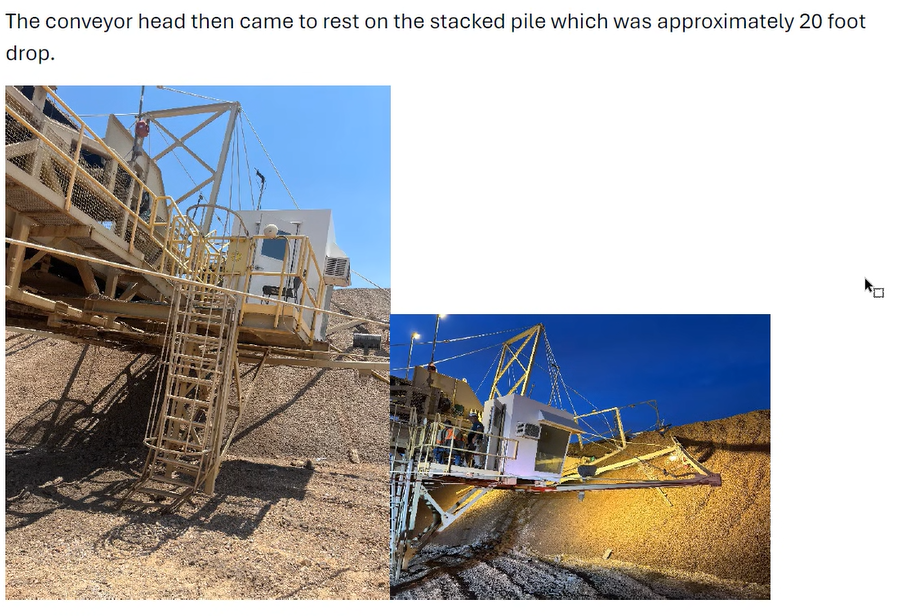 The conveyor head then came to rest on the stacked pile which was approximately 20 foot
drop.